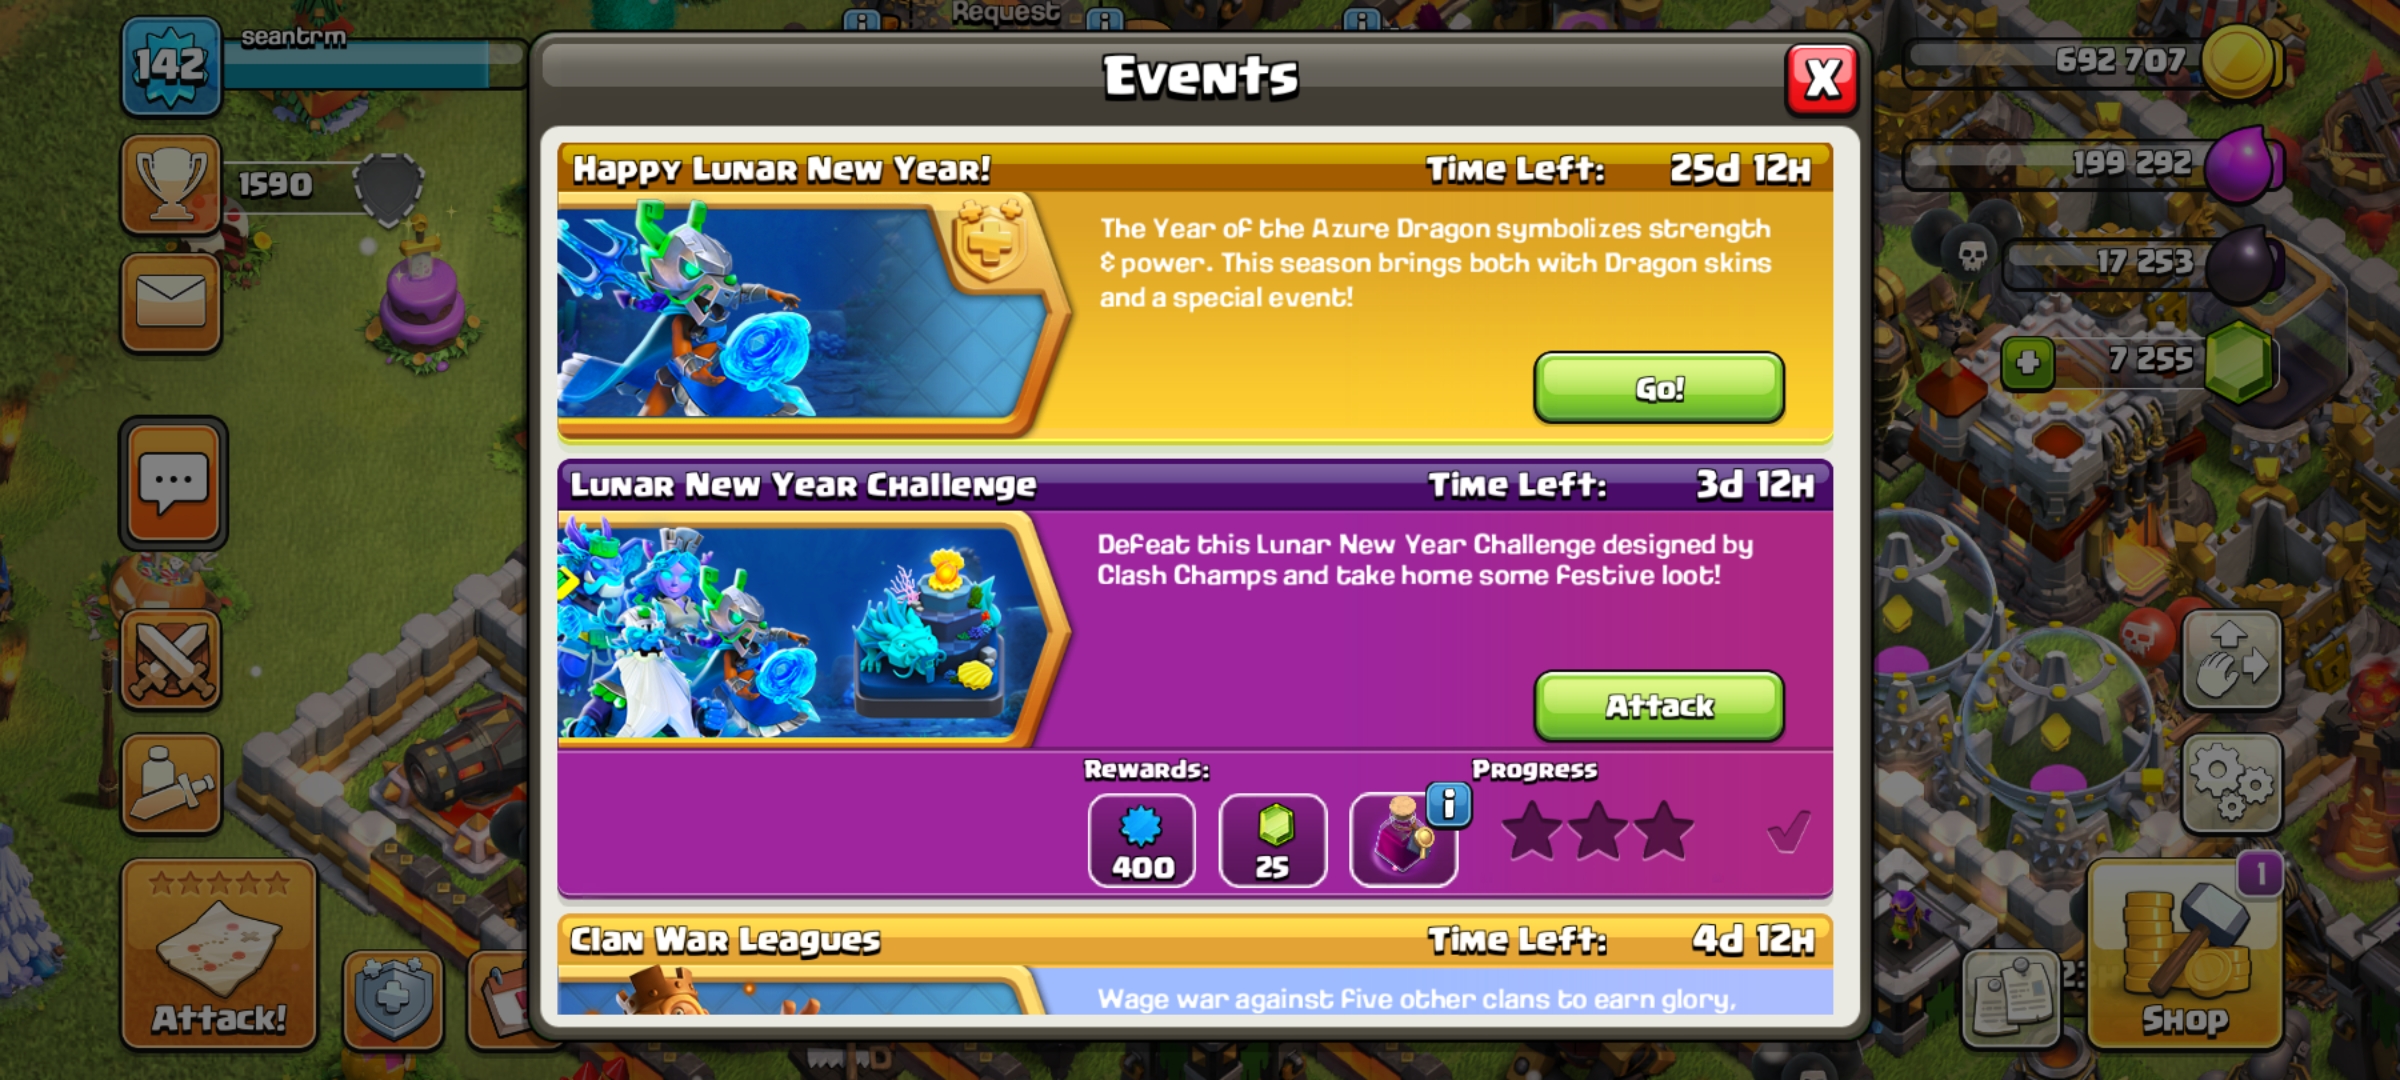 Request
142
seantrm
Events
X
692 707
1590
199 292
17 253
7 255
Happy Lunar New Year!
Time Left: 25d 12H
The Year of the Azure Dragon symbolizes strength
& power. This season brings both with Dragon skins
and a special event!
Go!
Lunar New Year Challenge
Time Left: 3d 12H
Defeat this Lunar New Year Challenge designed by
Clash Champs and take home some festive loot!
Attack
Rewards:
Progress
400
25
i
Clan War Leagues
Time Left: 4d 12H
Wage war against five other clans to earn glory,
Attack!
1
Shop